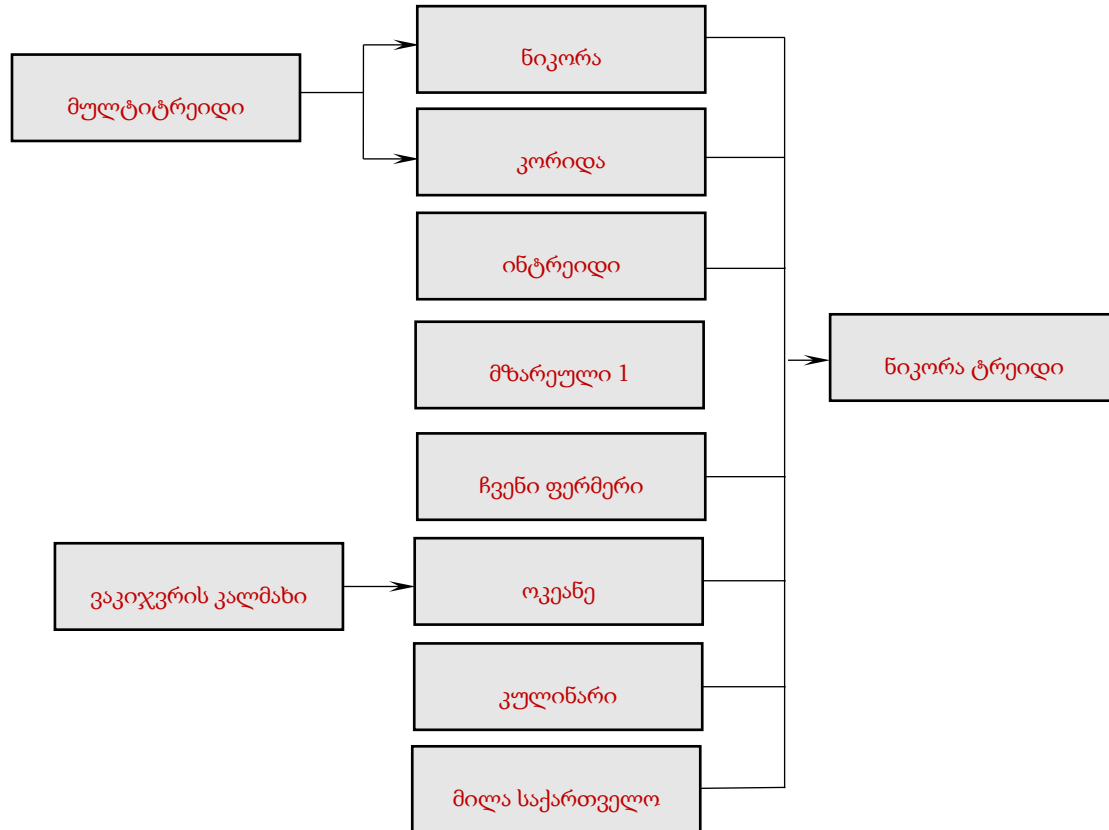 ნიკორა
მულტიტრეიდი
კორიდა
ინტრეიდი
ნიკორა ტრეიდი
მზარეული 1
ჩვენი ფერმერი
ვაკიჯვრის კალმახი
ოკეანე
კულინარი
მილა საქართველო